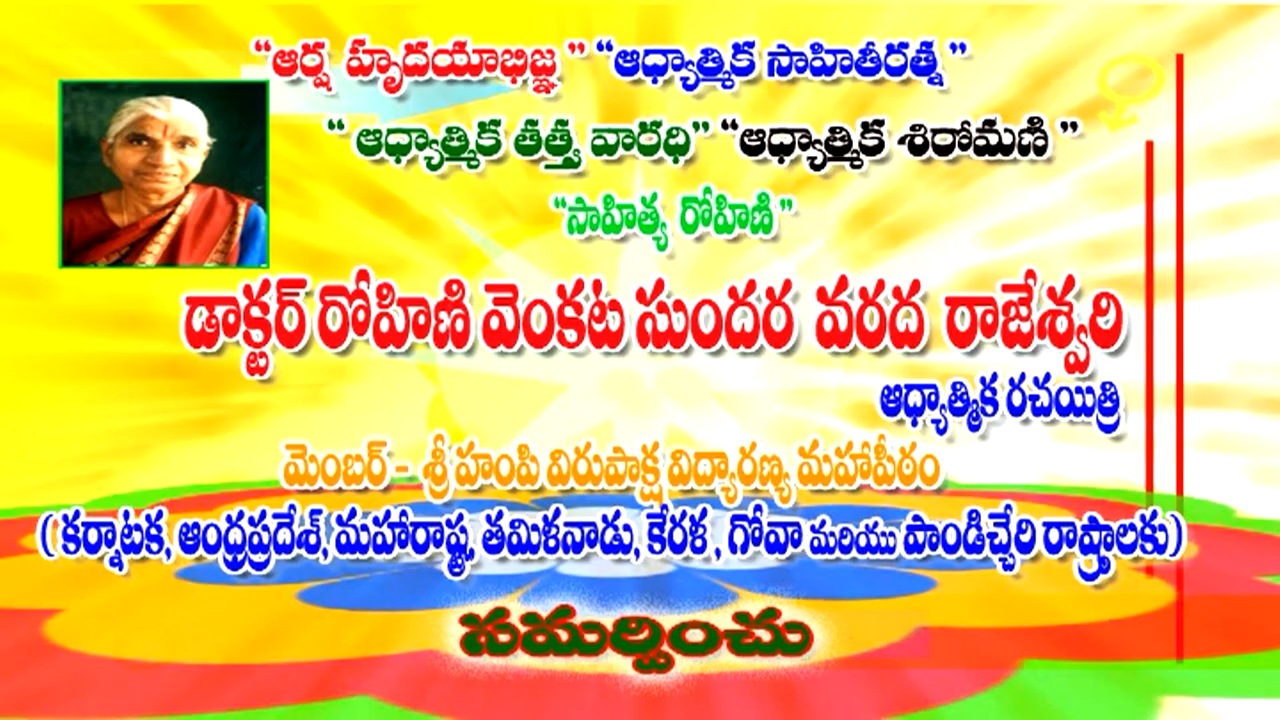 “ఆర్ష హృదయాభిజ్ఞ ” “ఆధ్యాత్మిక సాహితీరత్న ”
“ ఆధ్యాత్మిక తత్త్వ వారధి” “ఆధ్యాత్మిక శిరోమణి ”
“సాహిత్య రోహిణి ”
డాక్టర్ రోహిణి వెంకట సుందర వరద రాజేశ్వరి
ఆధ్యాత్మిక రచయిత్రి
మెంబర్ - శ్రీ హంపి విరుపాక్ష విద్యారణ్య మహాపీఠం
( కర్నాటక, ఆంధ్రప్రదేశ్, మహారాష్ట్ర, తమిళనాడు, కేరళ , గోవా మరియు పాండిచ్చేరి రాష్ట్రాలకు)
సమర్పించు